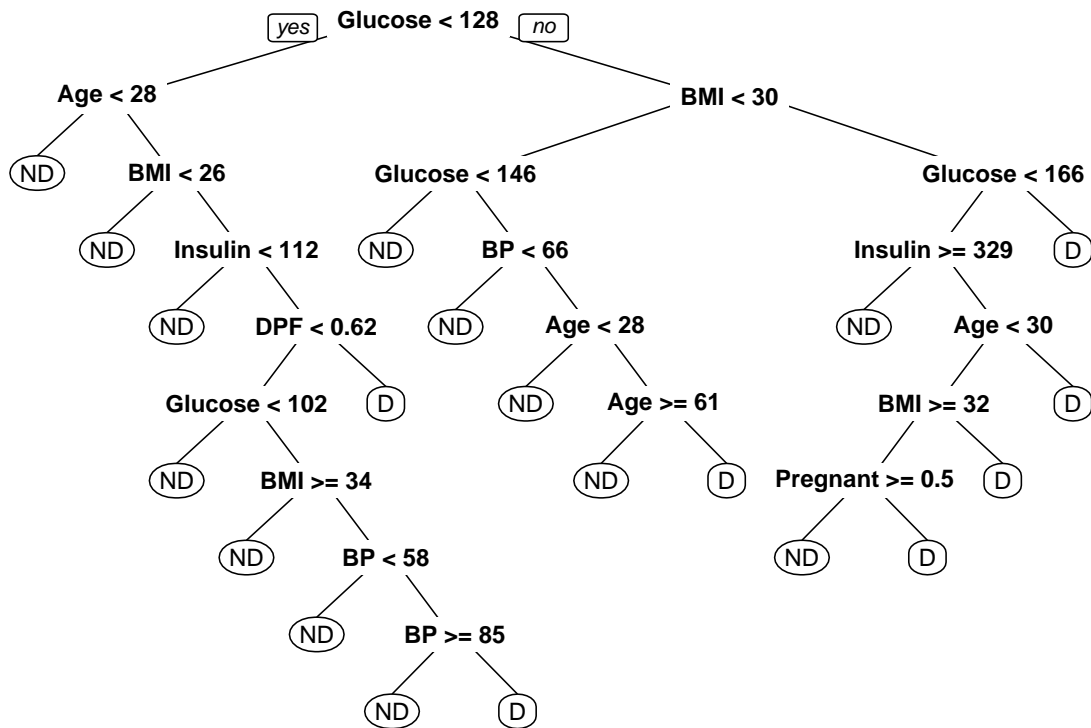 yes Glucose < 128 no
Age < 28 BMI < 30
ND BMI < 26 Glucose < 146 Glucose < 166
ND Insulin < 112 ND BP < 66 Insulin >= 329 D
ND DPF < 0.62 ND Age < 28 ND Age < 30
Glucose < 102 D ND Age >= 61 BMI >= 32 D
ND BMI >= 34 ND D Pregnant >= 0.5 D
ND BP < 58 ND D
ND BP >= 85
ND D